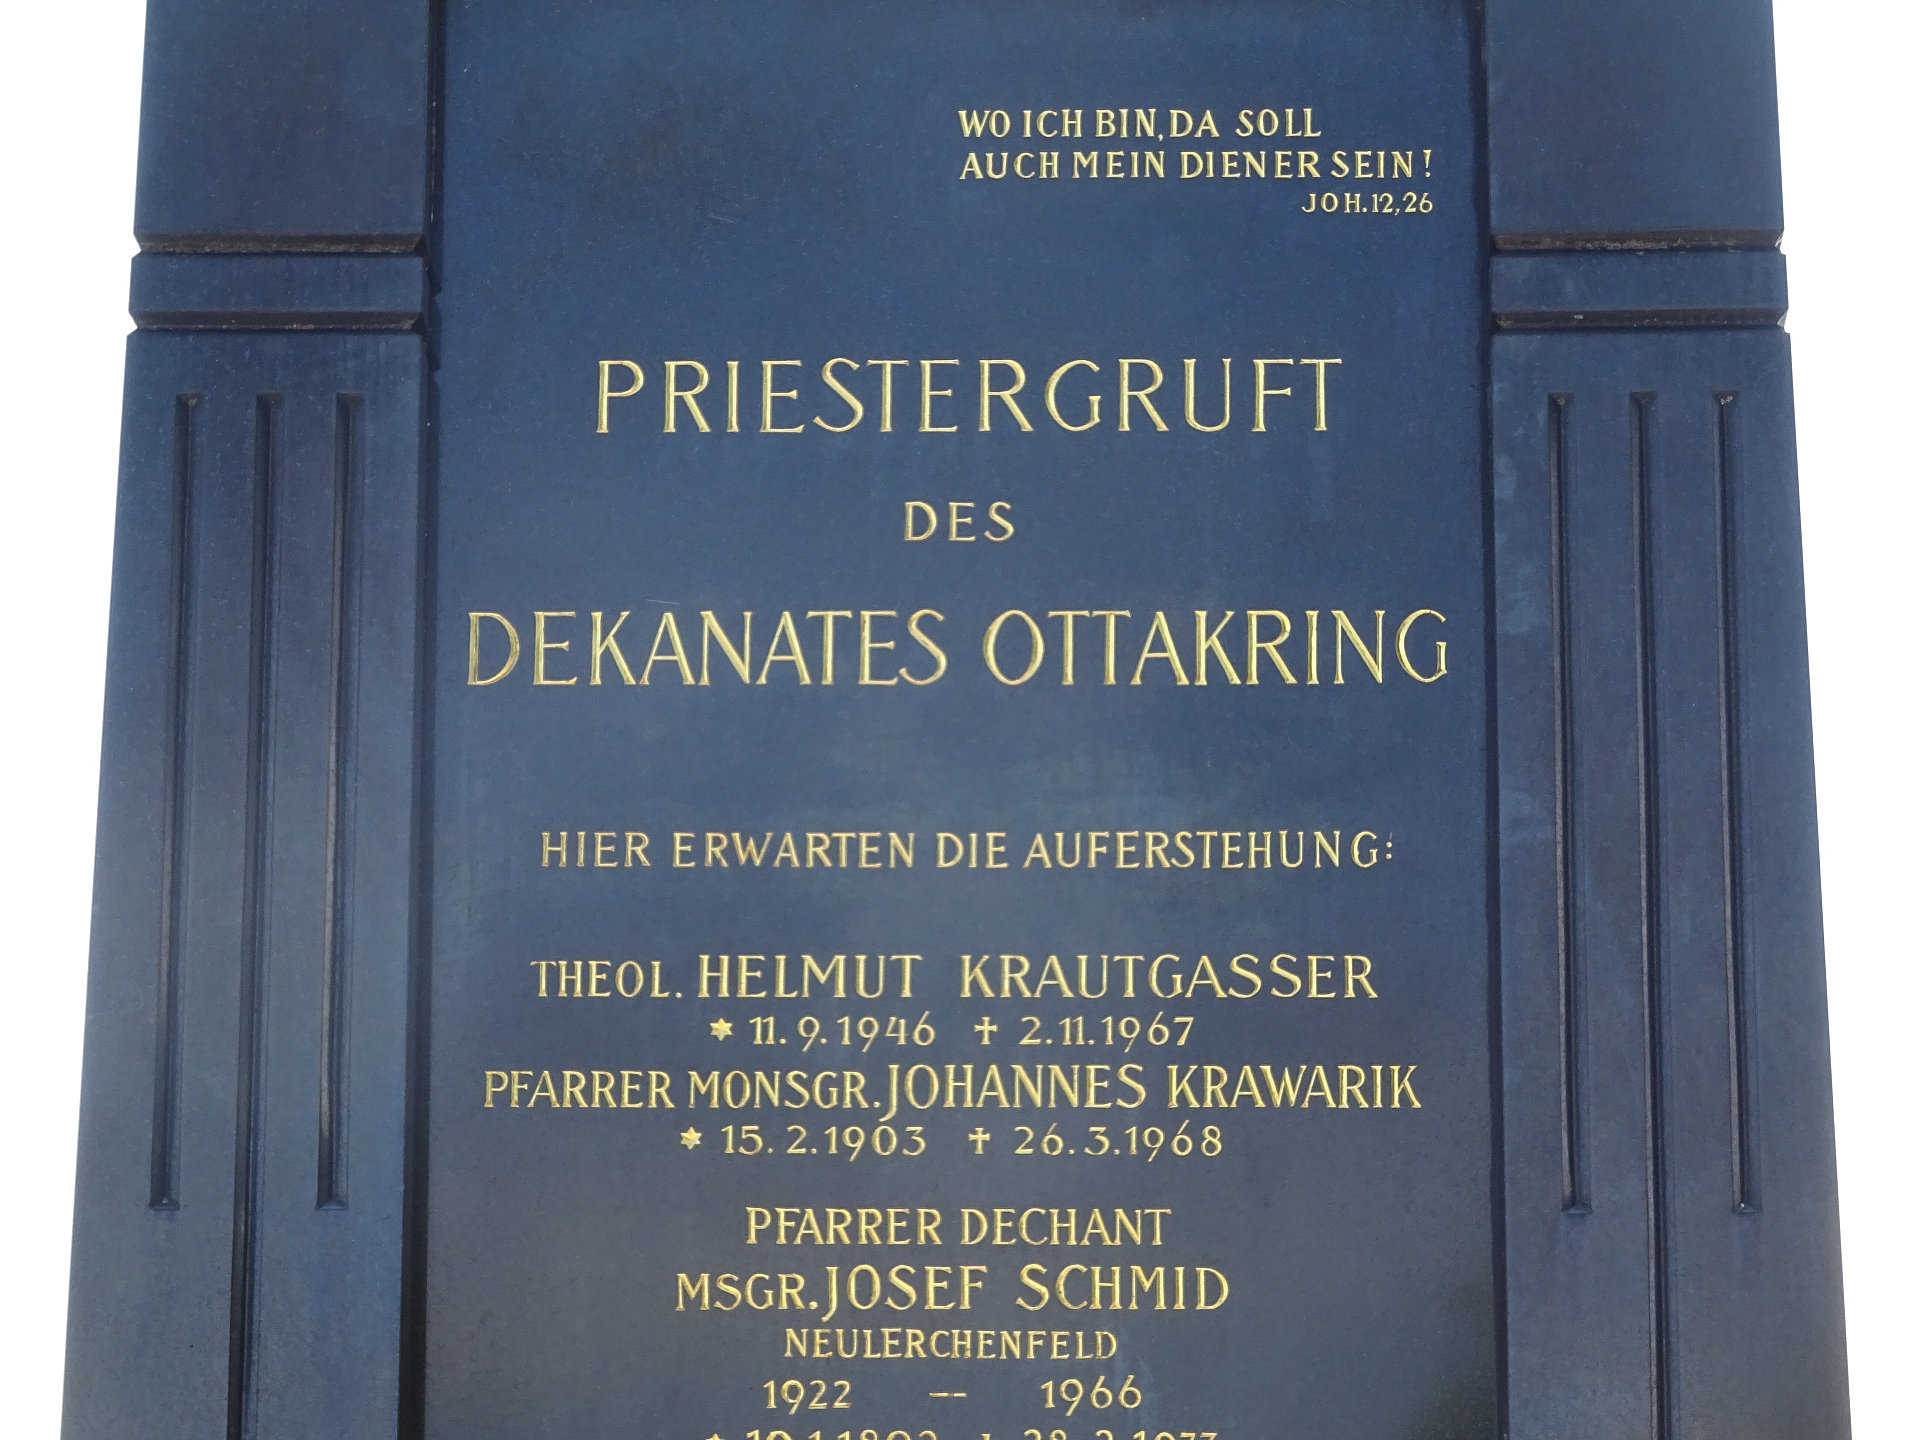 WO ICH BIN, DA SOLL
AUCH MEIN DIENER SEIN!
JOH. 12, 26
PRIESTERGRUFT
DES
DEKANATES OTTAKRING
HIER ERWARTEN DIE AUFERSTEHUNG:
THEOL. HELMUT KRAUTGASSER
* 11. 9. 1946 ✝ 2. 11. 1967
PFARRER MONSGR. JOHANNES KRAWARIK
* 15. 2. 1903 ✝ 26. 3. 1968
PFARRER DECHANT
MSGR. JOSEF SCHMID
NEULERCHENFELD
1922 — 1966